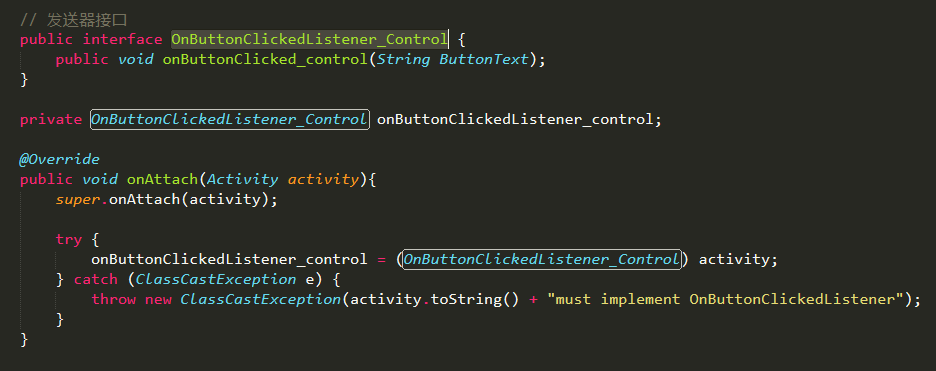 // 发送器接口
public interface OnButtonClickedListener_Control {
public void onButtonClicked_control(String ButtonText);
}
private OnButtonClickedListener_Control onButtonClickedListener_control;
@Override
public void onAttach(Activity activity){
super.onAttach(activity);
try {
onButtonClickedListener_control = (OnButtonClickedListener_Control) activity;
} catch (ClassCastException e) {
throw new ClassCastException(activity.toString() + "must implement OnButtonClickedListener");
}
}